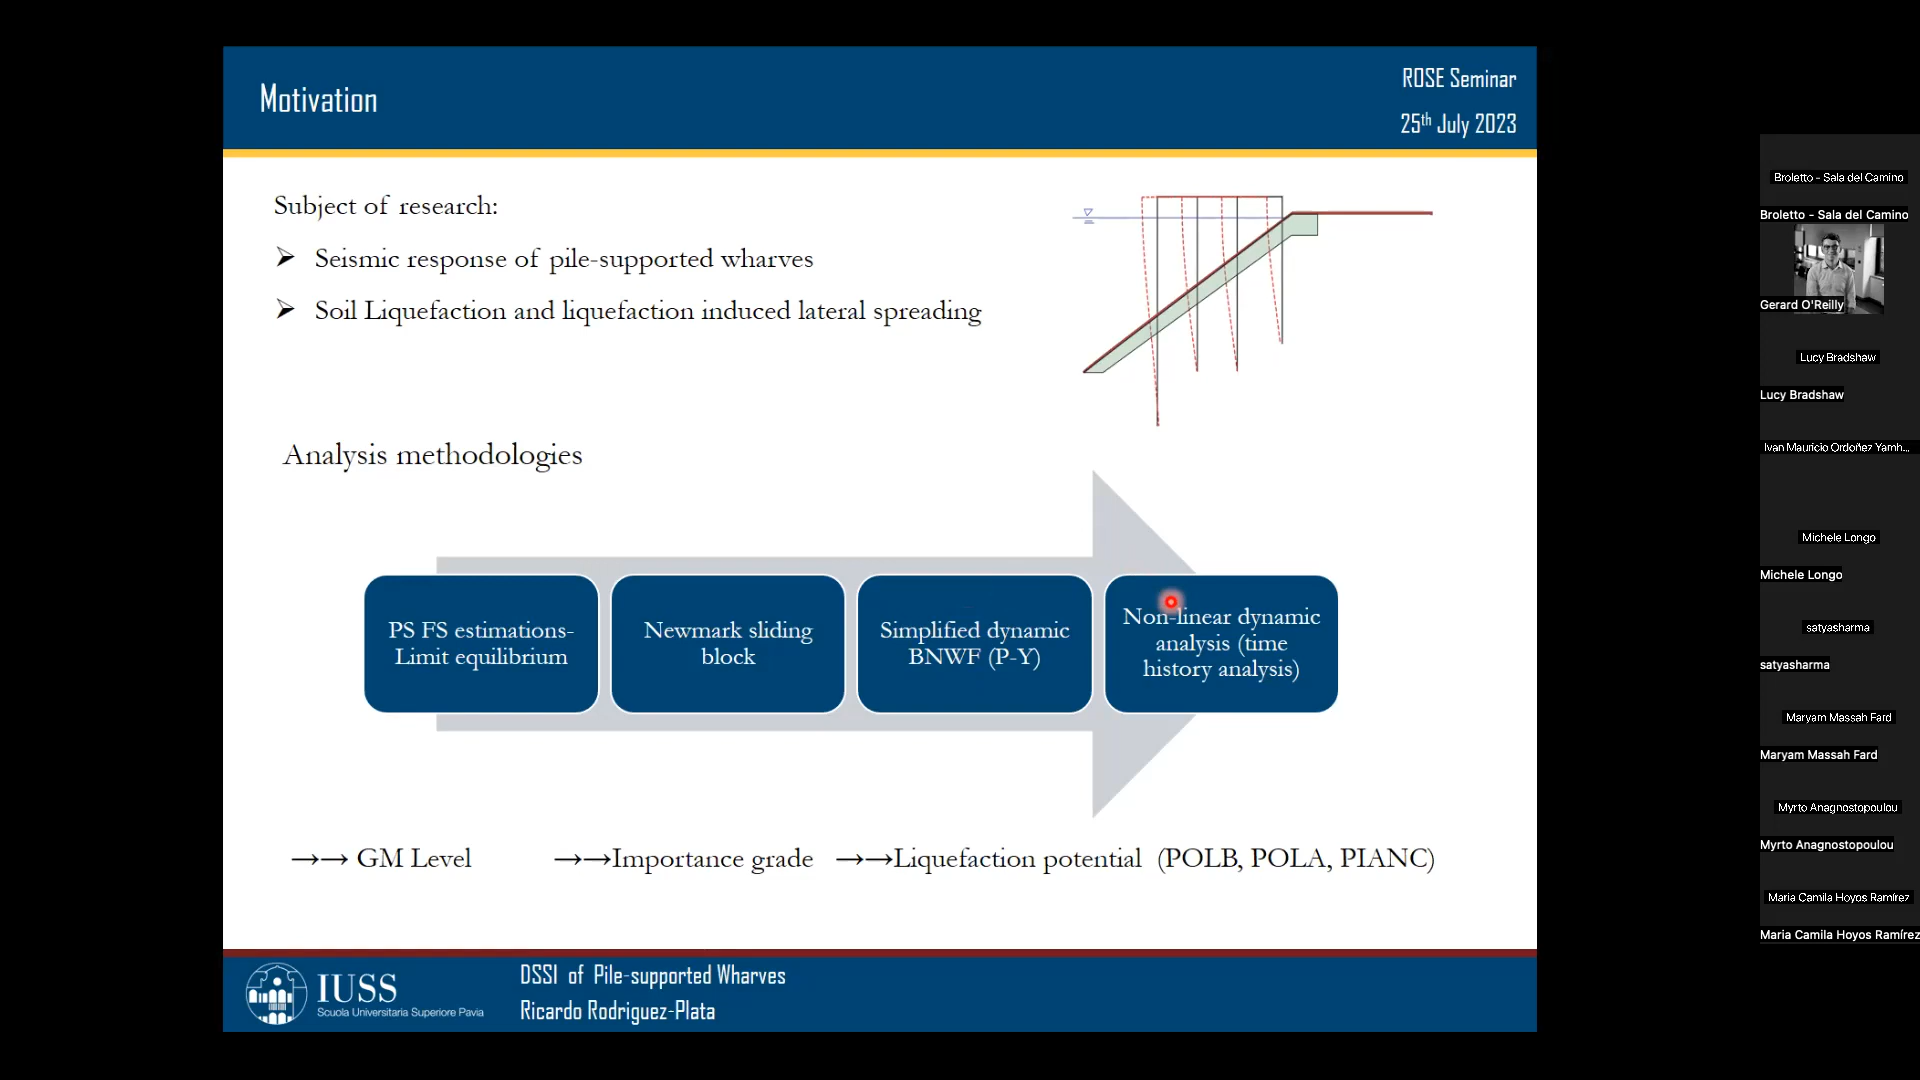 Motivation
ROSE Seminar
25th July 2023
Subject of research:
➢ Seismic response of pile-supported wharves
➢ Soil Liquefaction and liquefaction induced lateral spreading
Analysis methodologies
PS FS estimations-
Limit equilibrium
Newmark sliding
block
Simplified dynamic
BNWF (P-Y)
Non-linear dynamic
analysis (time
history analysis)
→→ GM Level →→Importance grade →→Liquefaction potential (POLB, POLA, PIANC)
IUSS
Scuola Universitaria Superiore Pavia
DSSI of Pile-supported Wharves
Ricardo Rodriguez-Plata
Broletto - Sala del Camino
Broletto - Sala del Camino
Gerard O'Reilly
Lucy Bradshaw
Lucy Bradshaw
Ivan Mauricio Ordoñez Yamh...
Michele Longo
Michele Longo
satyasharma
satyasharma
Maryam Massah Fard
Maryam Massah Fard
Myrto Anagnostopoulou
Myrto Anagnostopoulou
Maria Camila Hoyos Ramírez
Maria Camila Hoyos Ramírez